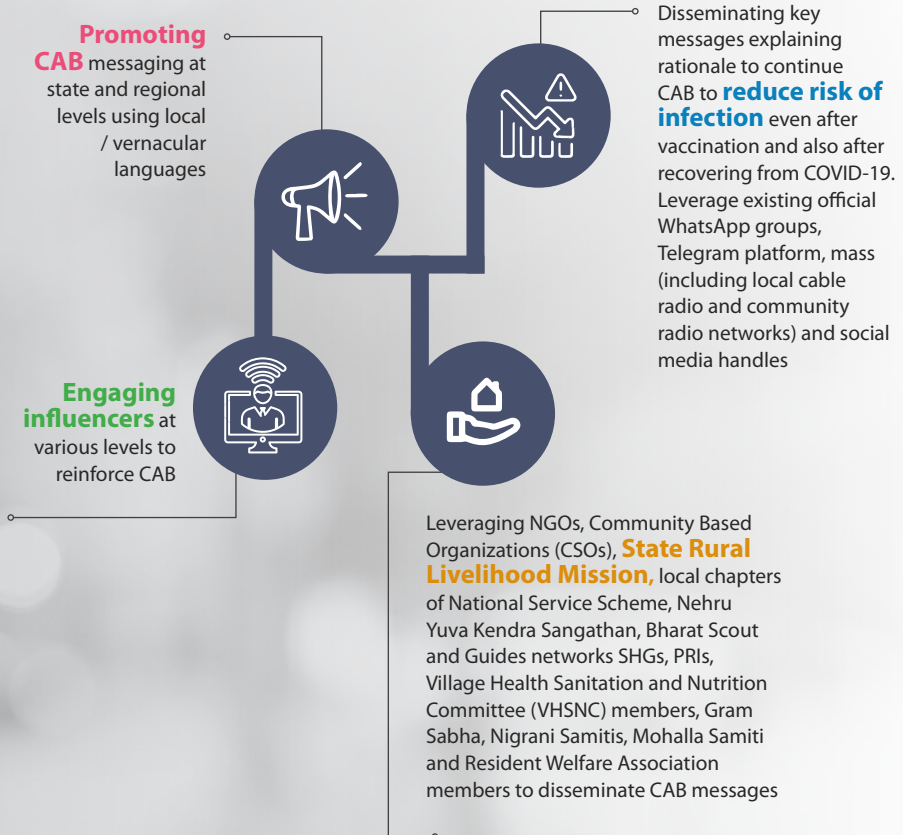 Promoting
CAB messaging at
state and regional
levels using local
/ vernacular
languages
Disseminating key
messages explaining
rationale to continue
CAB to reduce risk of
infection even after
vaccination and also after
recovering from COVID-19.
Leverage existing official
WhatsApp groups,
Telegram platform, mass
(including local cable
radio and community
radio networks) and social
media handles
Engaging
influencers at
various levels to
reinforce CAB
Leveraging NGOs, Community Based
Organizations (CSOs), State Rural
Livelihood Mission, local chapters
of National Service Scheme, Nehru
Yuva Kendra Sangathan, Bharat Scout
and Guides networks SHGs, PRIs,
Village Health Sanitation and Nutrition
Committee (VHSNC) members, Gram
Sabha, Nigrani Samitis, Mohalla Samiti
and Resident Welfare Association
members to disseminate CAB messages